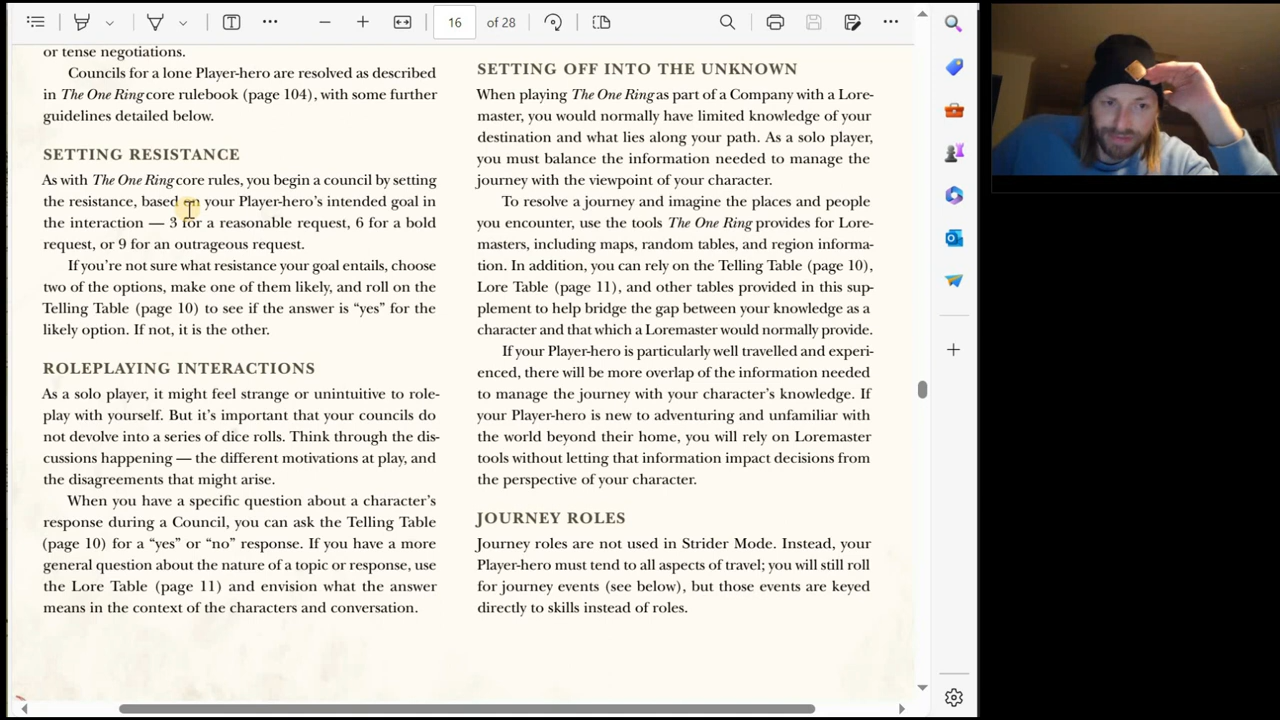 16 of 28
or tense negotiations.
Councils for a lone Player-hero are resolved as described
in The One Ring core rulebook (page 104), with some further
guidelines detailed below.
SETTING RESISTANCE
As with The One Ring core rules, you begin a council by setting
the resistance, based on your Player-hero's intended goal in
the interaction — 3 for a reasonable request, 6 for a bold
request, or 9 for an outrageous request.
If you're not sure what resistance your goal entails, choose
two of the options, make one of them likely, and roll on the
Telling Table (page 10) to see if the answer is "yes" for the
likely option. If not, it is the other.
ROLEPLAYING INTERACTIONS
As a solo player, it might feel strange or unintuitive to role-
play with yourself. But it's important that your councils do
not devolve into a series of dice rolls. Think through the dis-
cussions happening — the different motivations at play, and
the disagreements that might arise.
When you have a specific question about a character's
response during a Council, you can ask the Telling Table
(page 10) for a "yes" or "no" response. If you have a more
general question about the nature of a topic or response, use
the Lore Table (page 11) and envision what the answer
means in the context of the characters and conversation.
SETTING OFF INTO THE UNKNOWN
When playing The One Ring as part of a Company with a Lore-
master, you would normally have limited knowledge of your
destination and what lies along your path. As a solo player,
you must balance the information needed to manage the
journey with the viewpoint of your character.
To resolve a journey and imagine the places and people
you encounter, use the tools The One Ring provides for Lore-
masters, including maps, random tables, and region informa-
tion. In addition, you can rely on the Telling Table (page 10),
Lore Table (page 11), and other tables provided in this sup-
plement to help bridge the gap between your knowledge as a
character and that which a Loremaster would normally provide.
If your Player-hero is particularly well travelled and experi-
enced, there will be more overlap of the information needed
to manage the journey with your character's knowledge. If
your Player-hero is new to adventuring and unfamiliar with
the world beyond their home, you will rely on Loremaster
tools without letting that information impact decisions from
the perspective of your character.
JOURNEY ROLES
Journey roles are not used in Strider Mode. Instead, your
Player-hero must tend to all aspects of travel; you will still roll
for journey events (see below), but those events are keyed
directly to skills instead of roles.